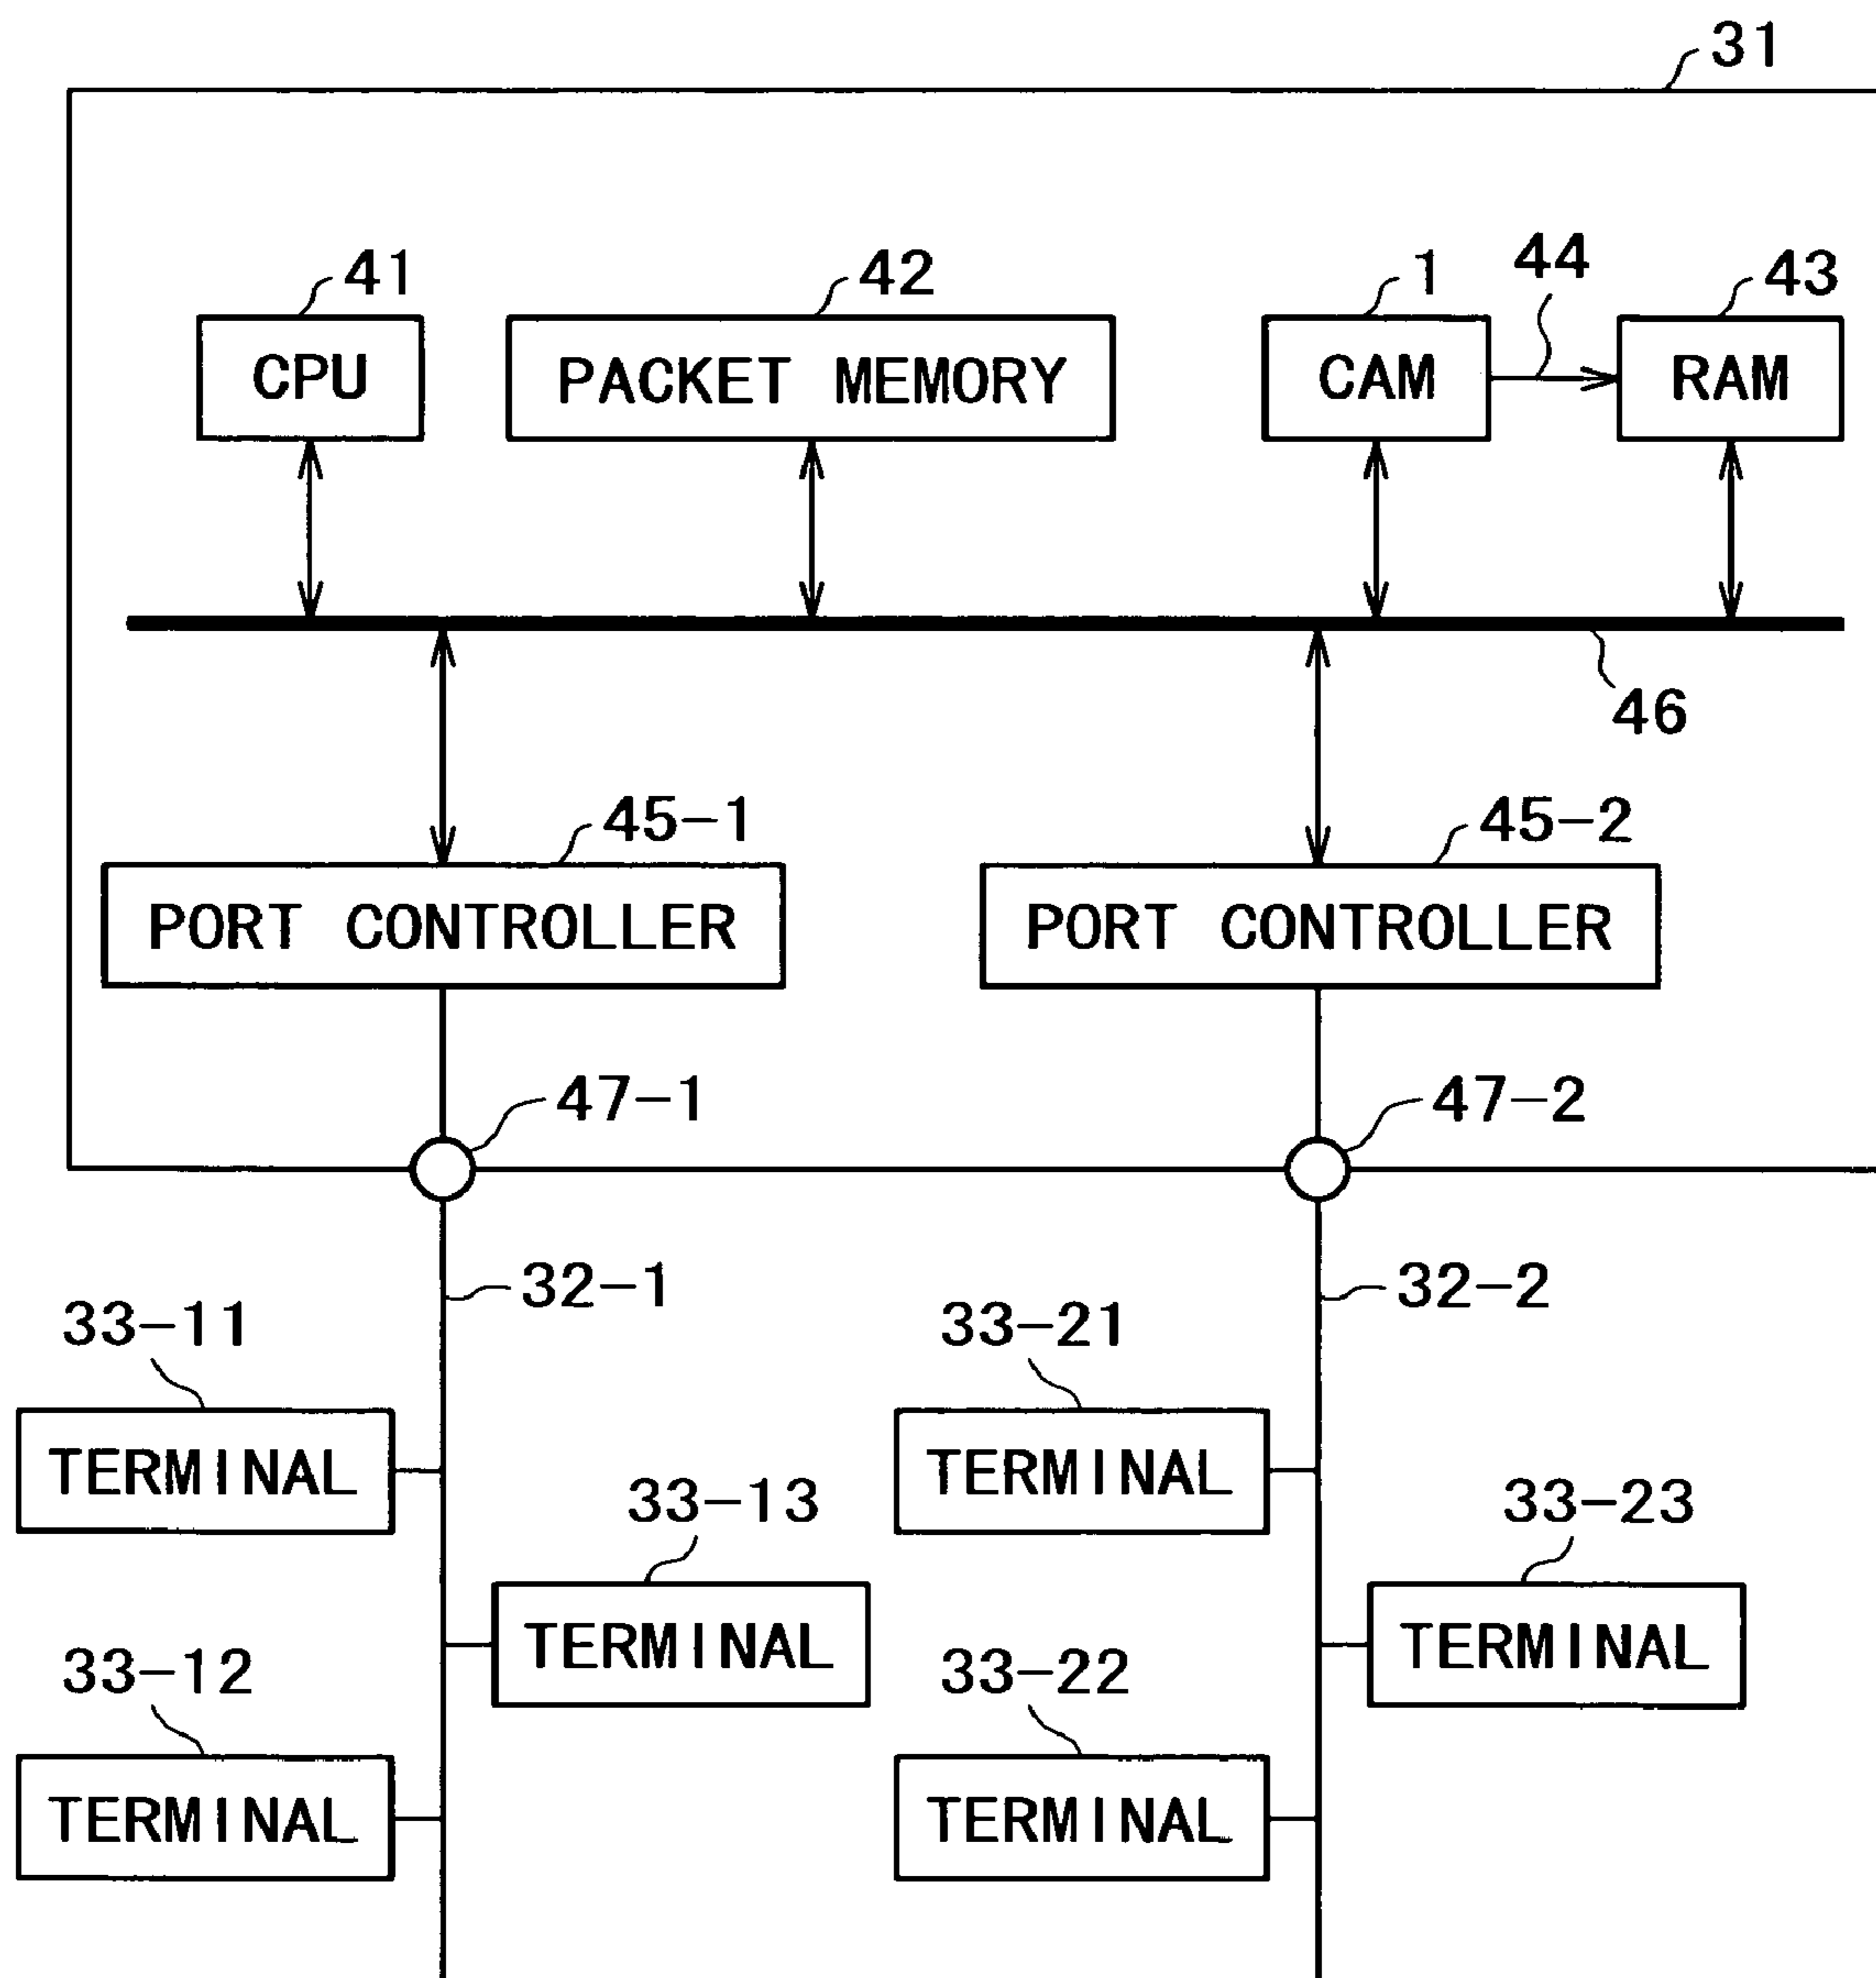 31
41
42
1
44
43
CPU
PACKET MEMORY
CAM
RAM
46
45-1
45-2
PORT CONTROLLER
PORT CONTROLLER
47-1
47-2
32-1
32-2
33-11
33-21
TERMINAL
TERMINAL
33-13
33-23
TERMINAL
TERMINAL
33-12
33-22
TERMINAL
TERMINAL